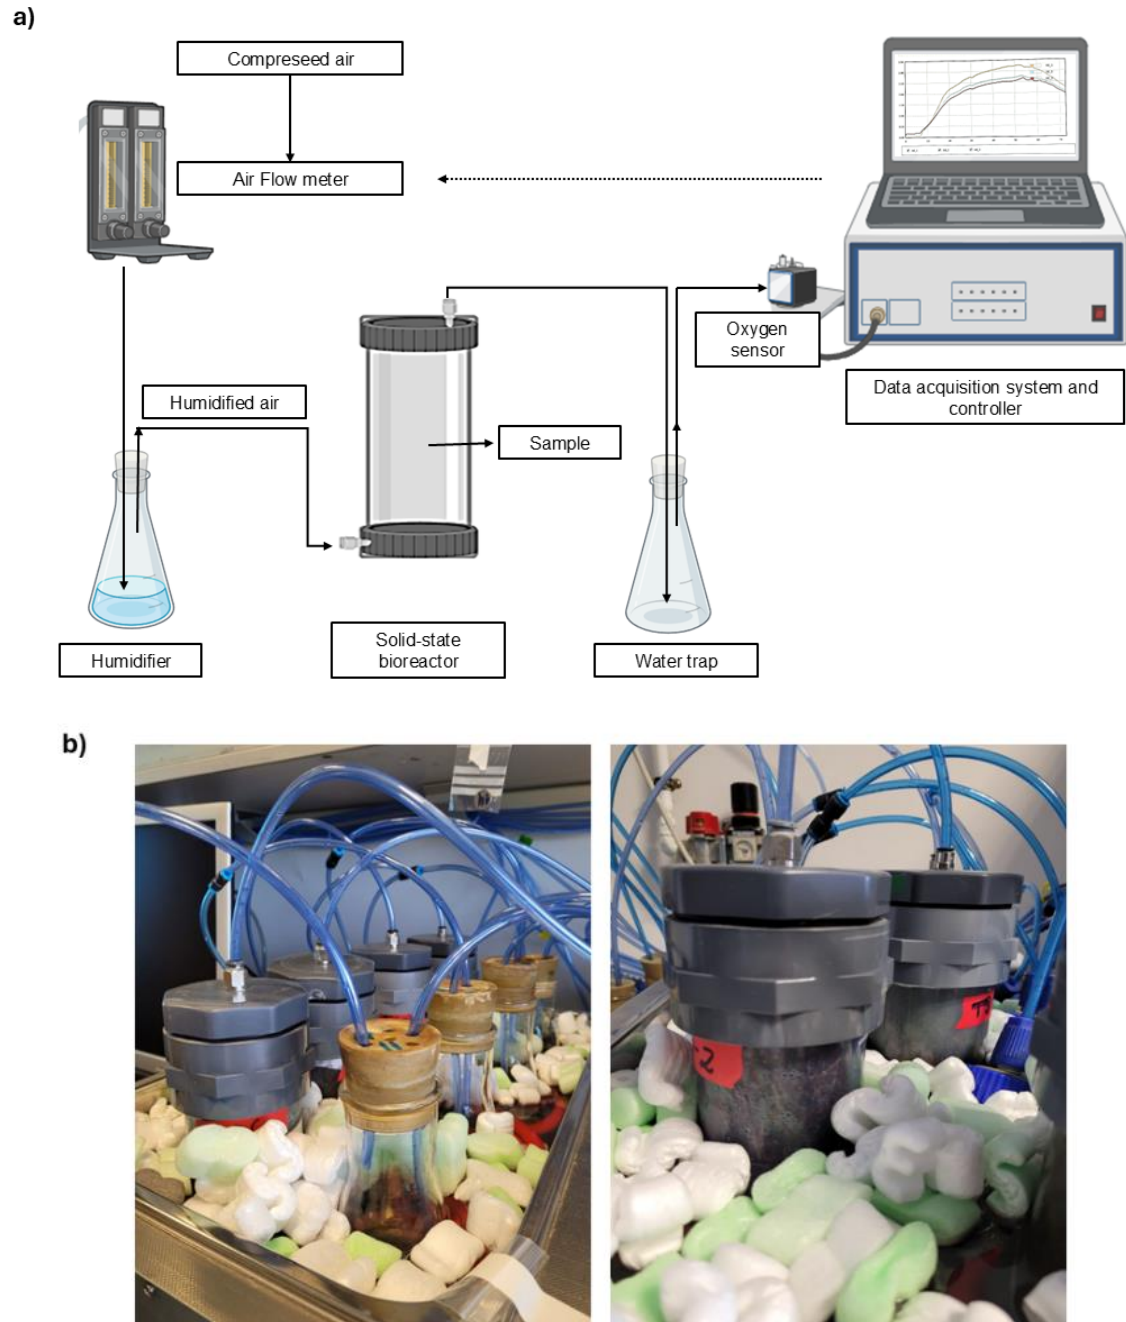 a)
Compreseed air
Air Flow meter
Humidified air
Sample
Oxygen
sensor
Data acquisition system and
controller
Humidifier
Solid-state
bioreactor
Water trap
b)
-2